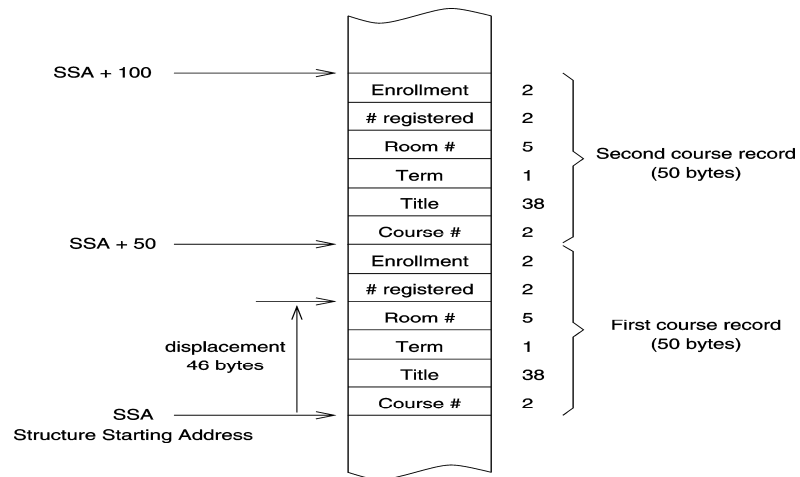 SSA + 100
Enrollment 2
# registered 2
Room # 5
Term 1
Title 38
Course # 2
Second course record
(50 bytes)
SSA + 50
Enrollment 2
# registered 2
Room # 5
Term 1
Title 38
Course # 2
First course record
(50 bytes)
displacement
46 bytes
SSA
Structure Starting Address